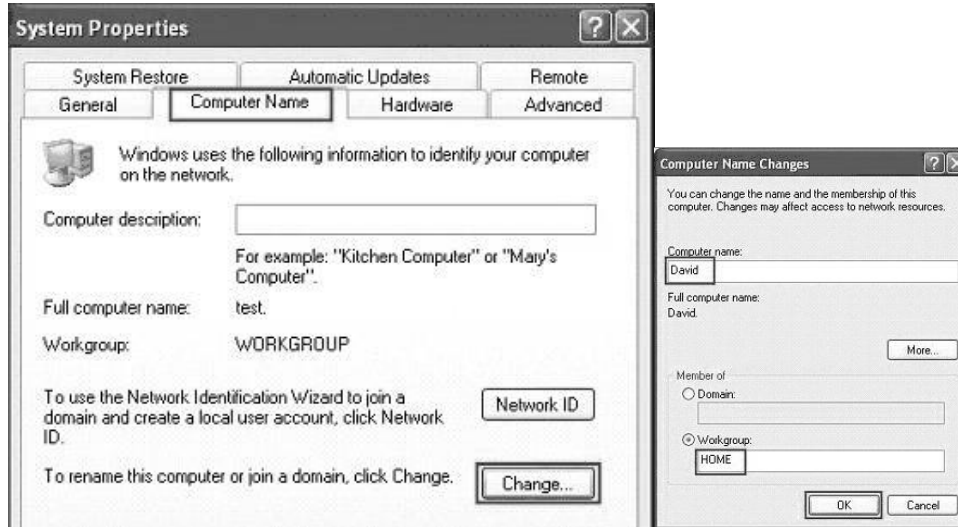 System Properties
System Restore
Automatic Updates
Remote
General
Computer Name
Hardware
Advanced
Windows uses the following information to identify your computer
on the network.
Computer description:
For example: "Kitchen Computer" or "Mary's
Computer".
Full computer name:
test.
Workgroup:
WORKGROUP
To use the Network Identification Wizard to join a
domain and create a local user account, click Network
ID.
Network ID
To rename this computer or join a domain, click Change.
Change...
Computer Name Changes
You can change the name and the membership of this
computer. Changes may affect access to network resources.
Computer name:
David
Full computer name:
David.
More...
Member of
Domain:
Workgroup:
HOME
OK
Cancel